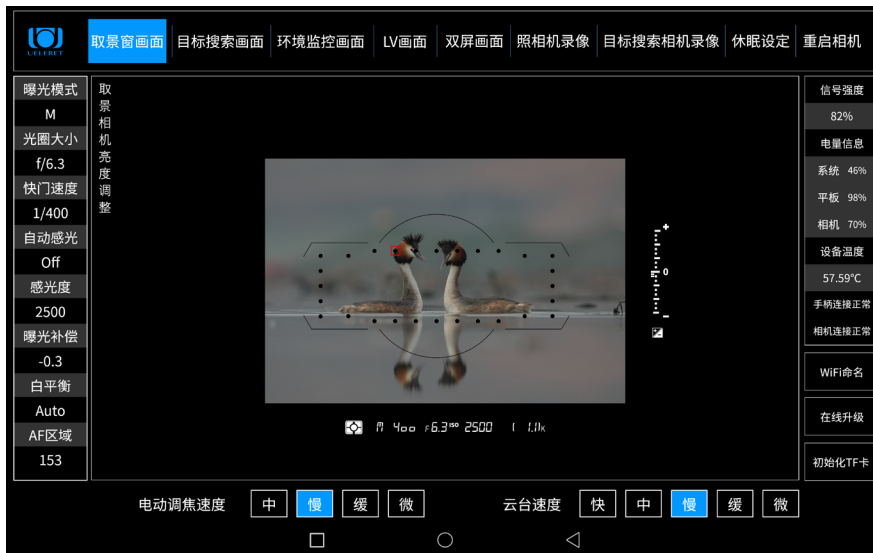 UELERET
取景窗画面
目标搜索画面
环境监控画面
LV画面
双屏画面
照相机录像
目标搜索相机录像
休眠设定
重启相机
曝光模式
M
光圈大小
f/6.3
快门速度
1/400
自动感光
Off
感光度
2500
曝光补偿
-0.3
白平衡
Auto
AF区域
153
取景相机亮度调整
+
0
−
M 400 F6.3 ISO 2500 [ 1.1]K
信号强度
82%
电量信息
系统 46%
平板 98%
相机 70%
设备温度
57.59℃
手柄连接正常
相机连接正常
WiFi命名
在线升级
初始化TF卡
电动调焦速度 中 慢 缓 微
云台速度 快 中 慢 缓 微